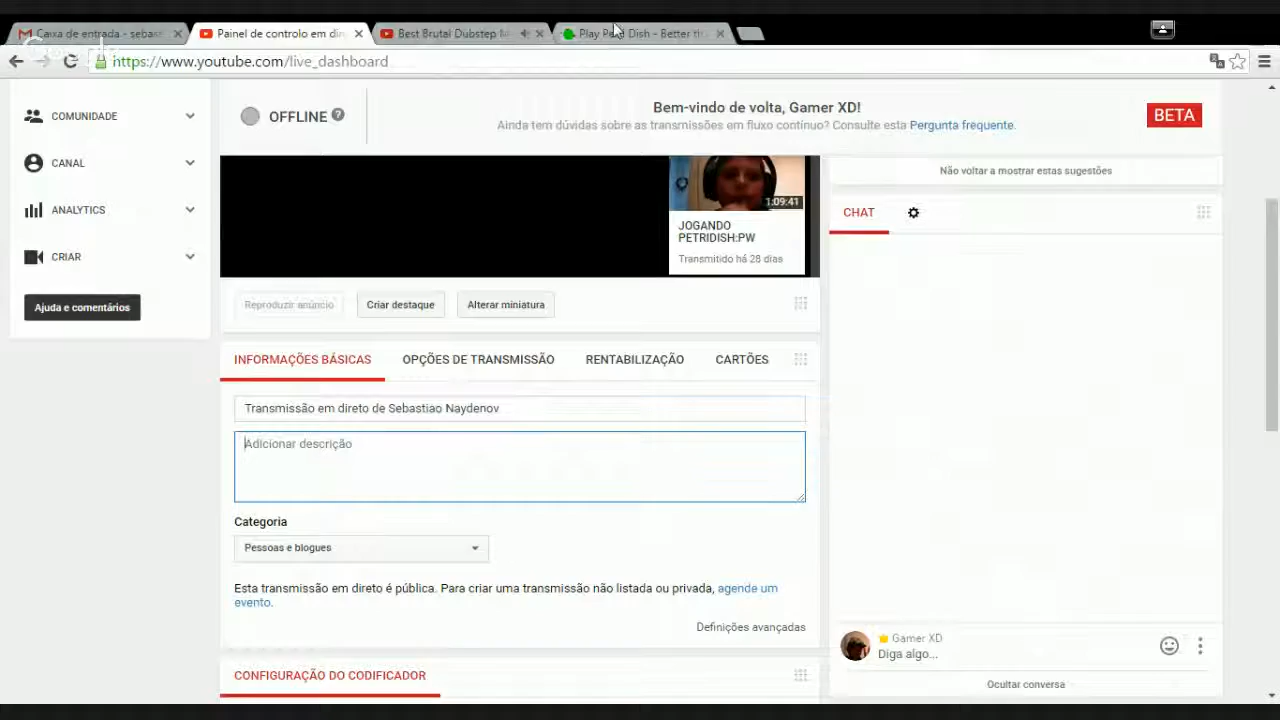 Caixa de entrada - sebas
Painel de controlo em dir
Best Brutal Dubstep M
Play Petri Dish - Better th
https://www.youtube.com/live_dashboard
COMUNIDADE
CANAL
ANALYTICS
CRIAR
Ajuda e comentários
OFFLINE ?
Bem-vindo de volta, Gamer XD!
Ainda tem dúvidas sobre as transmissões em fluxo contínuo? Consulte esta Pergunta frequente.
BETA
1:09:41
JOGANDO
PETRIDISH:PW
Transmitido há 28 dias
Reproduzir anúncio
Criar destaque
Alterar miniatura
INFORMAÇÕES BÁSICAS
OPÇÕES DE TRANSMISSÃO
RENTABILIZAÇÃO
CARTÕES
Transmissão em direto de Sebastiao Naydenov
Adicionar descrição
Categoria
Pessoas e blogues
Esta transmissão em direto é pública. Para criar uma transmissão não listada ou privada, agende um
evento.
Definições avançadas
CONFIGURAÇÃO DO CODIFICADOR
Não voltar a mostrar estas sugestões
CHAT
Gamer XD
Diga algo...
Ocultar conversa